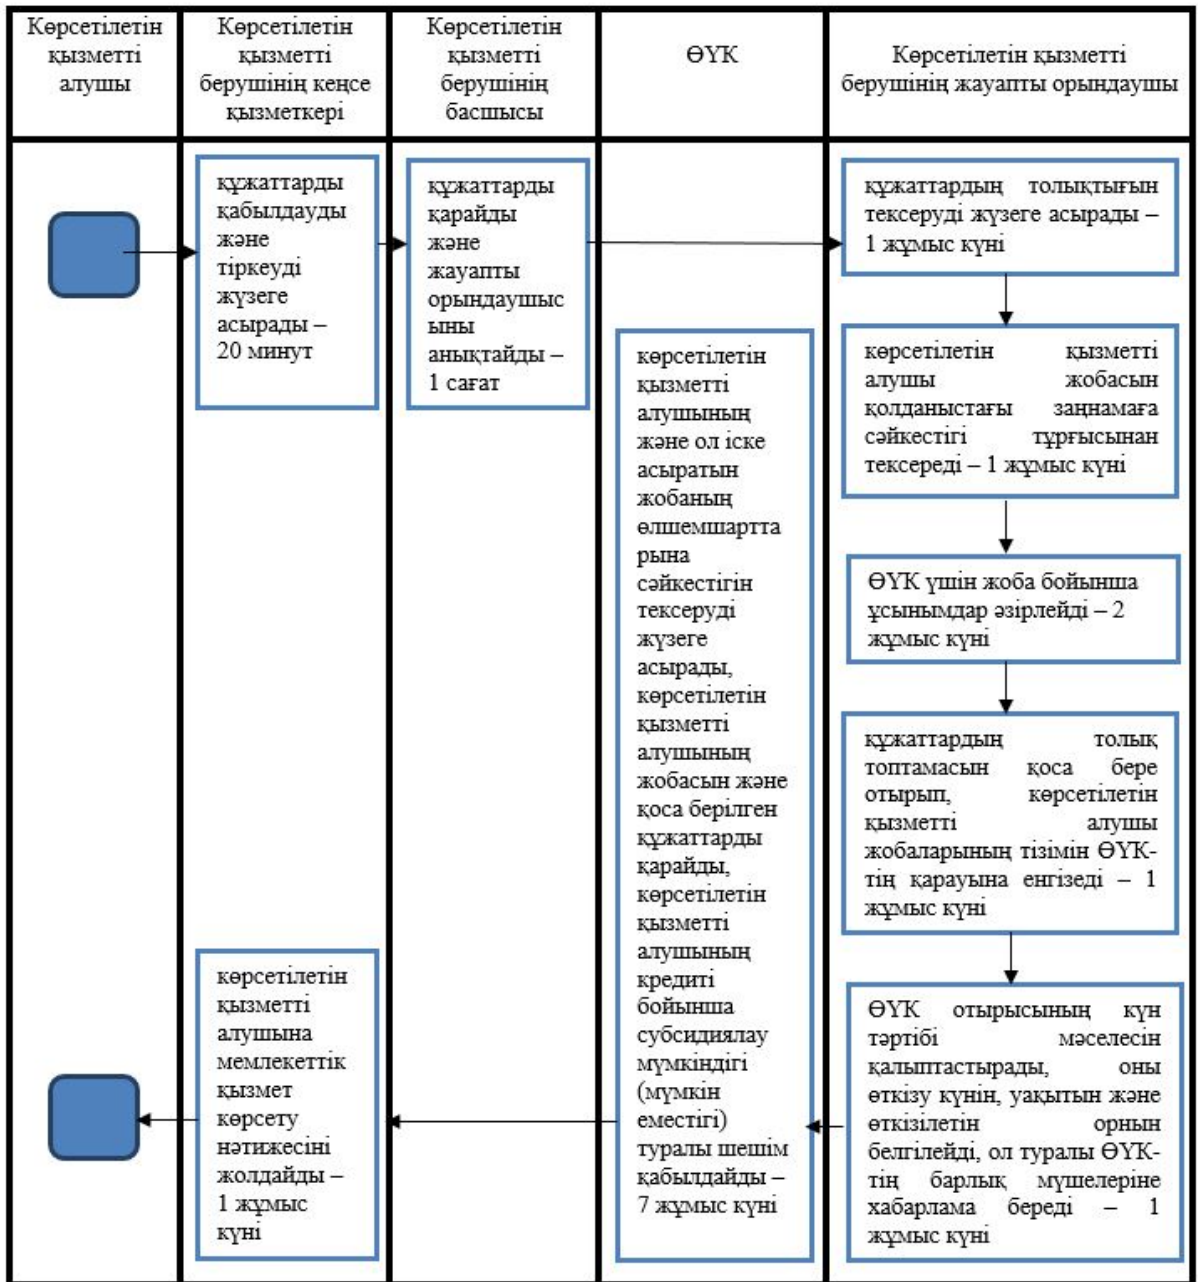 Көрсетілетін
қызметті
алушы
Көрсетілетін
қызметті
берушінің кеңсе
қызметкері
Көрсетілетін
қызметті
берушінің
басшысы
ӨҮК
Көрсетілетін қызметті
берушінің жауапты орындаушы
құжаттарды
қабылдауды
және
тіркеуді
жүзеге
асырады –
20 минут
құжаттарды
қарайды
және
жауапты
орындаушыс
ыны
анықтайды –
1 сағат
құжаттардың толықтығын
тексеруді жүзеге асырады –
1 жұмыс күні
көрсетілетін қызметті
алушы жобасын
қолданыстағы заңнамаға
сәйкестігі тұрғысынан
тексереді – 1 жұмыс күні
ӨҮК үшін жоба бойынша
ұсынымдар әзірлейді – 2
жұмыс күні
құжаттардың толық
топтамасын қоса бере
отырып, көрсетілетін
қызметті алушы
жобаларының тізімін ӨҮК-
тің қарауына енгізеді – 1
жұмыс күні
ӨҮК отырысының күн
тәртібі мәселесін
қалыптастырады, оны
өткізу күнін, уақытын және
өткізілетін орнын
белгілейді, ол туралы ӨҮК-
тің барлық мүшелеріне
хабарлама береді – 1
жұмыс күні
көрсетілетін
қызметті
алушының
және ол іске
асыратын
жобаның
өлшемшартта
рына
сәйкестігін
тексеруді
жүзеге
асырады,
көрсетілетін
қызметті
алушының
жобасын және
қоса берілген
құжаттарды
қарайды,
көрсетілетін
қызметті
алушының
кредиті
бойынша
субсидиялау
мүмкіндігі
(мүмкін
еместігі)
туралы шешім
қабылдайды –
7 жұмыс күні
көрсетілетін
қызметті
алушына
мемлекеттік
қызмет
көрсету
нәтижесіні
жолдайды –
1 жұмыс
күні